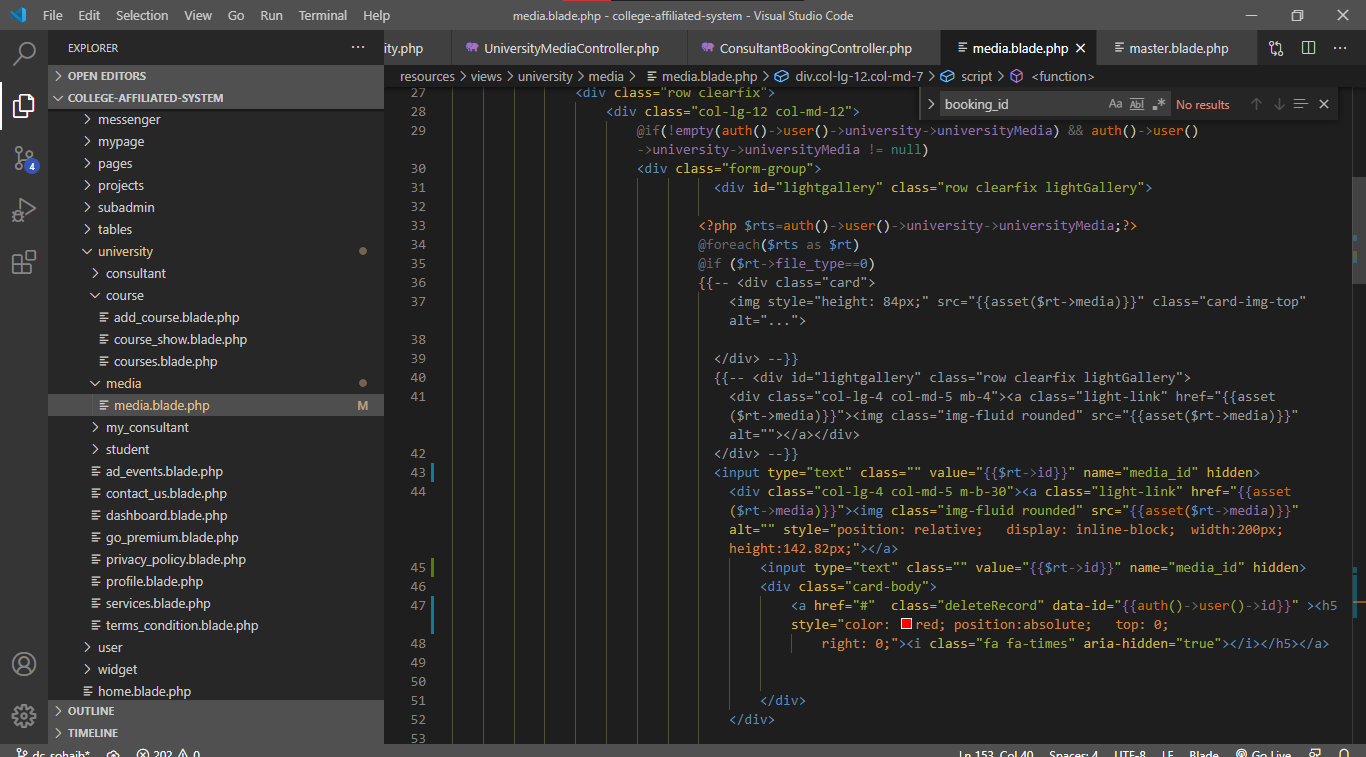 File Edit Selection View Go Run Terminal Help media.blade.php - college-affiliated-system - Visual Studio Code
EXPLORER ···
ity.php UniversityMediaController.php ConsultantBookingController.php media.blade.php master.blade.php ···
resources > views > university > media > media.blade.php > div.col-lg-12.col-md-7 > script > <function>
booking_id Aa Abl .* No results
OPEN EDITORS
COLLEGE-AFFILIATED-SYSTEM
messenger
mypage
pages
projects
subadmin
tables
university
consultant
course
add_course.blade.php
course_show.blade.php
courses.blade.php
media
media.blade.php M
my_consultant
student
ad_events.blade.php
contact_us.blade.php
dashboard.blade.php
go_premium.blade.php
privacy_policy.blade.php
profile.blade.php
services.blade.php
terms_condition.blade.php
user
widget
home.blade.php
OUTLINE
TIMELINE
4
27 <div class="row clearfix">
28 <div class="col-lg-12 col-md-12">
29 @if(!empty(auth()->user()->university->universityMedia) && auth()->user()
->university->universityMedia != null)
30 <div class="form-group">
31 <div id="lightgallery" class="row clearfix lightGallery">
32
33 <?php $rts=auth()->user()->university->universityMedia;?>
34 @foreach($rts as $rt)
35 @if ($rt->file_type==0)
36 {{-- <div class="card">
37 <img style="height: 84px;" src="{{asset($rt->media)}}" class="card-img-top"
alt="...">
38
39 </div> --}}
40 {{-- <div id="lightgallery" class="row clearfix lightGallery">
41 <div class="col-lg-4 col-md-5 mb-4"><a class="light-link" href="{{asset
($rt->media)}}"><img class="img-fluid rounded" src="{{asset($rt->media)}}"
alt=""></a></div>
42 </div> --}}
43 <input type="text" class="" value="{{$rt->id}}" name="media_id" hidden>
44 <div class="col-lg-4 col-md-5 m-b-30"><a class="light-link" href="{{asset
($rt->media)}}"><img class="img-fluid rounded" src="{{asset($rt->media)}}"
alt="" style="position: relative;   display: inline-block;  width:200px;
height:142.82px;"></a>
45 <input type="text" class="" value="{{$rt->id}}" name="media_id" hidden>
46 <div class="card-body">
47 <a href="#"  class="deleteRecord" data-id="{{auth()->user()->id}}" ><h5
style="color: red; position:absolute;   top: 0;
48 right: 0;"><i class="fa fa-times" aria-hidden="true"></i></h5></a>
49
50
51 </div>
52 </div>
53
dc_sohaib* 202 0 Ln 153, Col 40 Spaces: 4 UTF-8 LF Blade Go Live